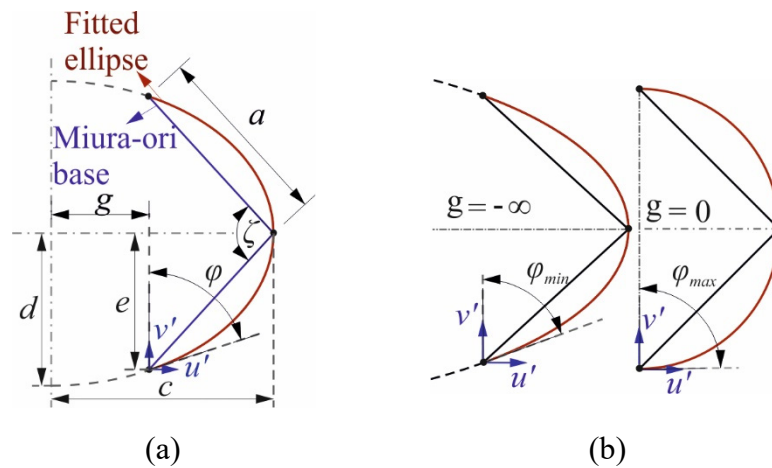 Fitted
ellipse
a
Miura-ori
base
g
ζ
φ
d
e
v'
u'
c
(a)
g = - ∞
g = 0
φmin
φmax
v'
u'
v'
u'
(b)